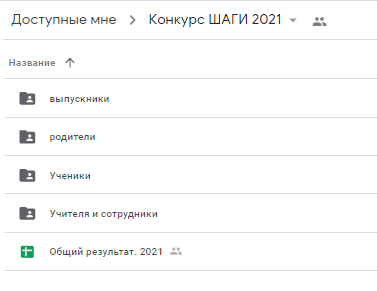 Доступные мне > Конкурс ШАГИ 2021
Название
выпускники
родители
Ученики
Учителя и сотрудники
Общий результат. 2021